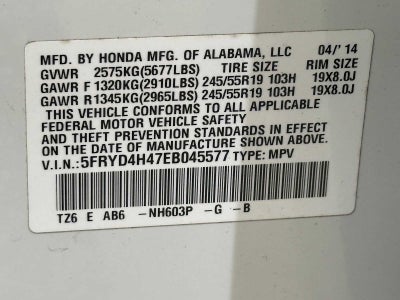 MFD. BY HONDA MFG. OF ALABAMA, LLC 04/'14
GVWR 2575KG(5677LBS) TIRE SIZE RIM SIZE
GAWR F 1320KG(2910LBS) 245/55R19 103H 19X8.0J
GAWR R1345KG(2965LBS) 245/55R19 103H 19X8.0J
THIS VEHICLE CONFORMS TO ALL APPLICABLE
FEDERAL MOTOR VEHICLE SAFETY
AND THEFT PREVENTION STANDARDS IN EFFECT
ON THE DATE OF MANUFACTURE SHOWN ABOVE.
V.I.N.:5FRYD4H47EB045577 TYPE: MPV
TZ6 E AB6 -NH603P -G -B